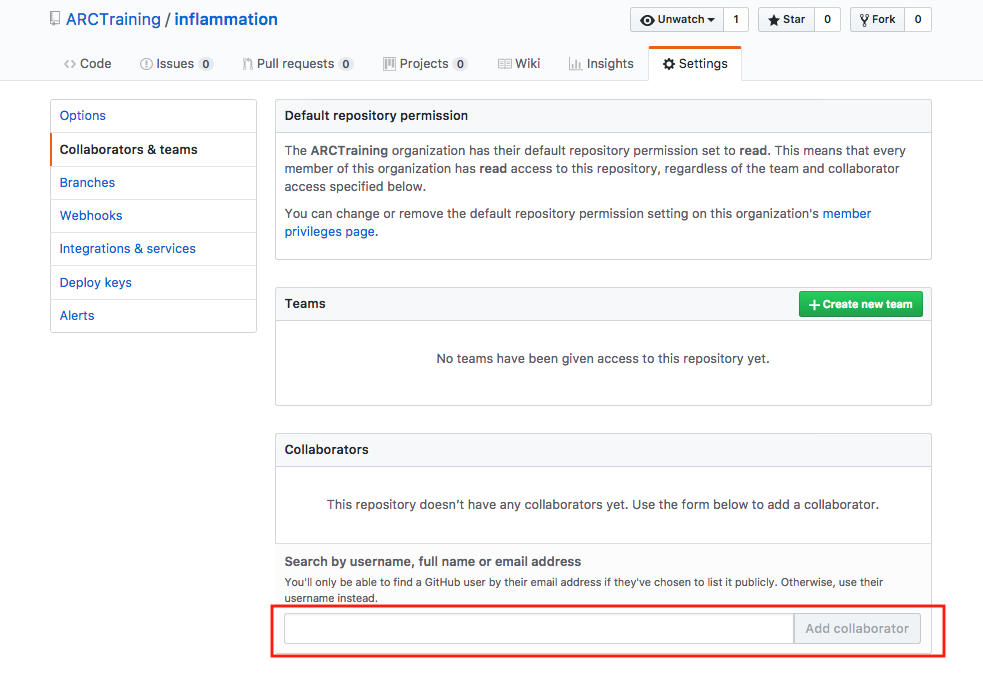 ARCTraining / inflammation
Unwatch 1 Star 0 Fork 0
Code Issues 0 Pull requests 0 Projects 0 Wiki Insights Settings
Options
Collaborators & teams
Branches
Webhooks
Integrations & services
Deploy keys
Alerts
Default repository permission
The ARCTraining organization has their default repository permission set to read. This means that every
member of this organization has read access to this repository, regardless of the team and collaborator
access specified below.
You can change or remove the default repository permission setting on this organization's member
privileges page.
Teams
Create new team
No teams have been given access to this repository yet.
Collaborators
This repository doesn't have any collaborators yet. Use the form below to add a collaborator.
Search by username, full name or email address
You'll only be able to find a GitHub user by their email address if they've chosen to list it publicly. Otherwise, use their
username instead.
Add collaborator